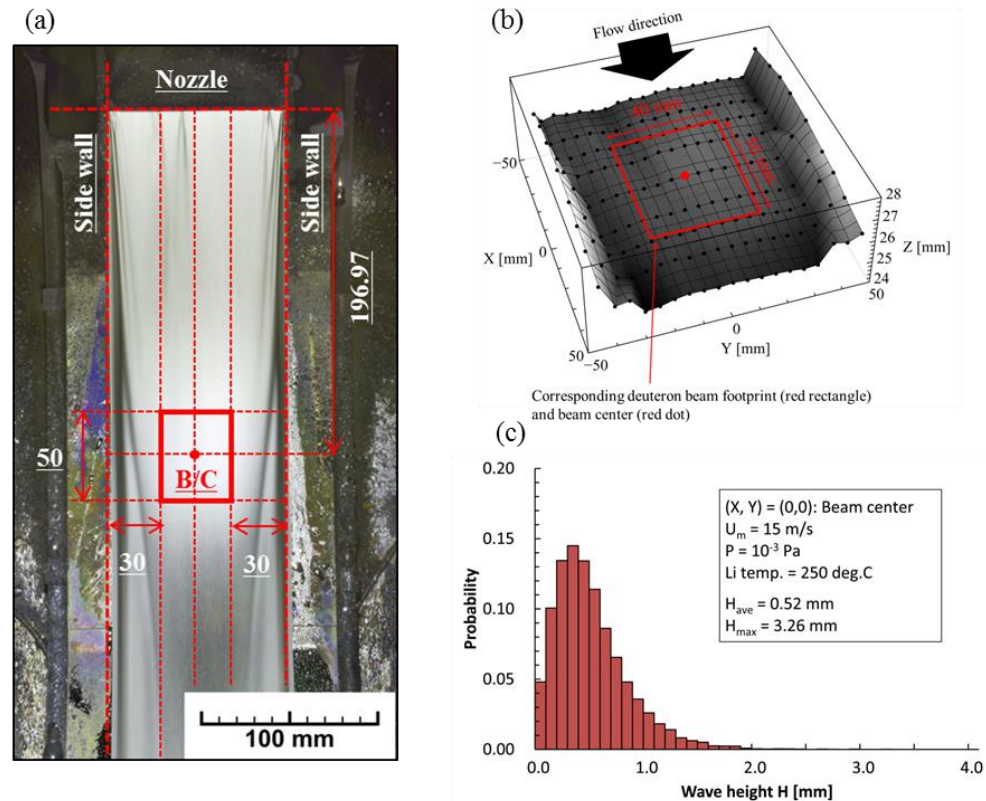 (a)
Nozzle
Side wall
Side wall
196.97
50
B/C
30
30
100 mm
(b)
Flow direction
−50
X [mm]
0
50
−50
0
Y [mm]
50
28
27
26
25
24
Z [mm]
Corresponding deuteron beam footprint (red rectangle)
and beam center (red dot)
(c)
0.20
0.15
0.10
0.05
0.00
Probability
(X, Y) = (0,0): Beam center
Um = 15 m/s
P = 10⁻³ Pa
Li temp. = 250 deg.C
Have = 0.52 mm
Hmax = 3.26 mm
0.0
1.0
2.0
3.0
4.0
Wave height H [mm]